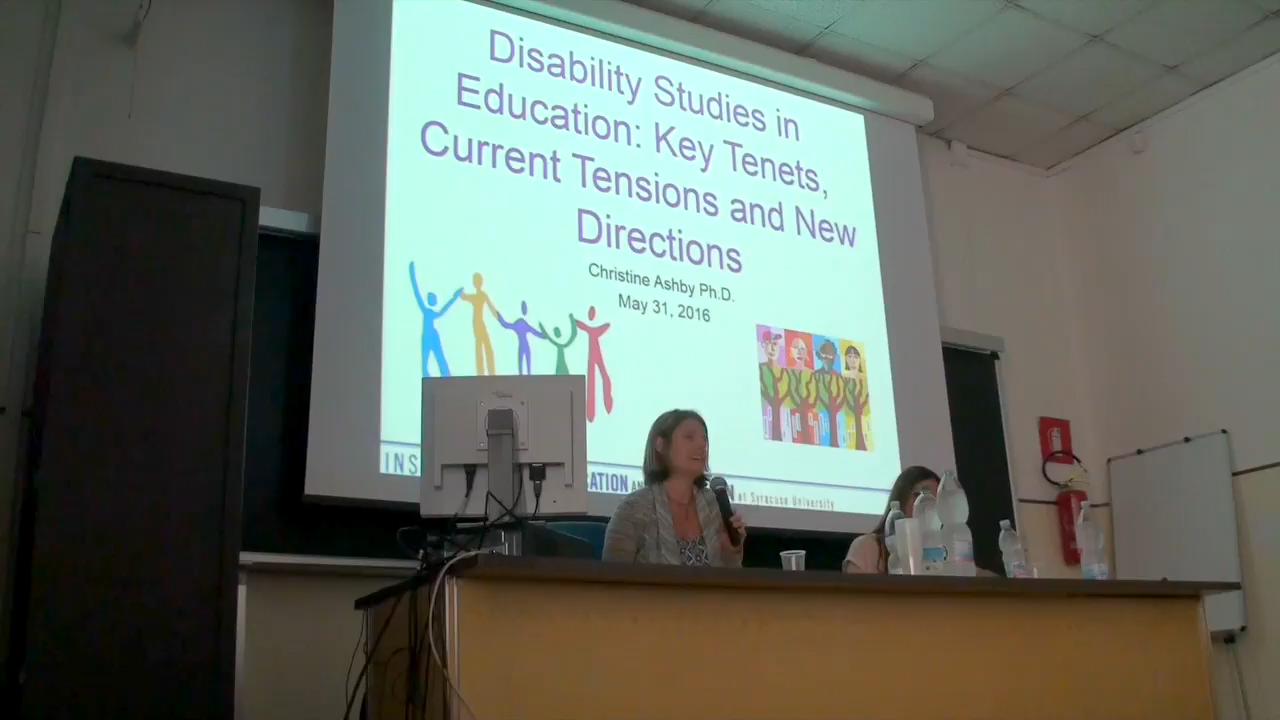 Disability Studies in
Education: Key Tenets,
Current Tensions and New
Directions
Christine Ashby Ph.D.
May 31, 2016
INS
ATION AND
at Syracuse University